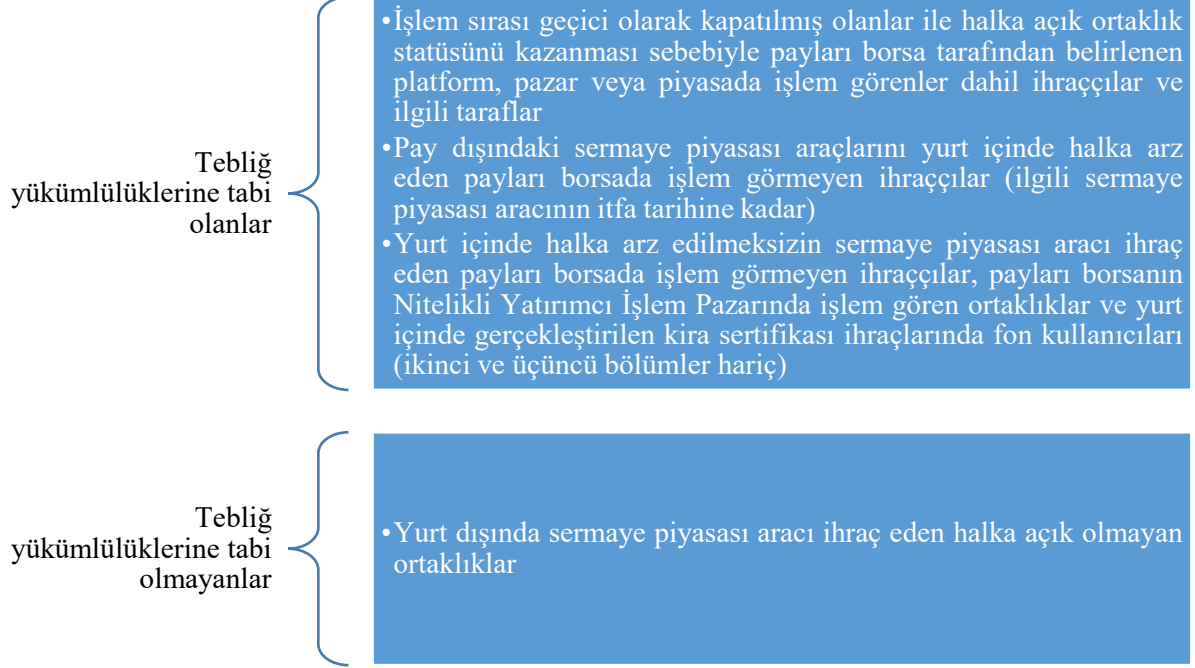 Tebliğ
yükümlülüklerine tabi
olanlar
•İşlem sırası geçici olarak kapatılmış olanlar ile halka açık ortaklık
statüsünü kazanması sebebiyle payları borsa tarafından belirlenen
platform, pazar veya piyasada işlem görenler dahil ihraççılar ve
ilgili taraflar
•Pay dışındaki sermaye piyasası araçlarını yurt içinde halka arz
eden payları borsada işlem görmeyen ihraççılar (ilgili sermaye
piyasası aracının itfa tarihine kadar)
•Yurt içinde halka arz edilmeksizin sermaye piyasası aracı ihraç
eden payları borsada işlem görmeyen ihraççılar, payları borsanın
Nitelikli Yatırımcı İşlem Pazarında işlem gören ortaklıklar ve yurt
içinde gerçekleştirilen kira sertifikası ihraçlarında fon kullanıcıları
(ikinci ve üçüncü bölümler hariç)
Tebliğ
yükümlülüklerine tabi
olmayanlar
•Yurt dışında sermaye piyasası aracı ihraç eden halka açık olmayan
ortaklıklar